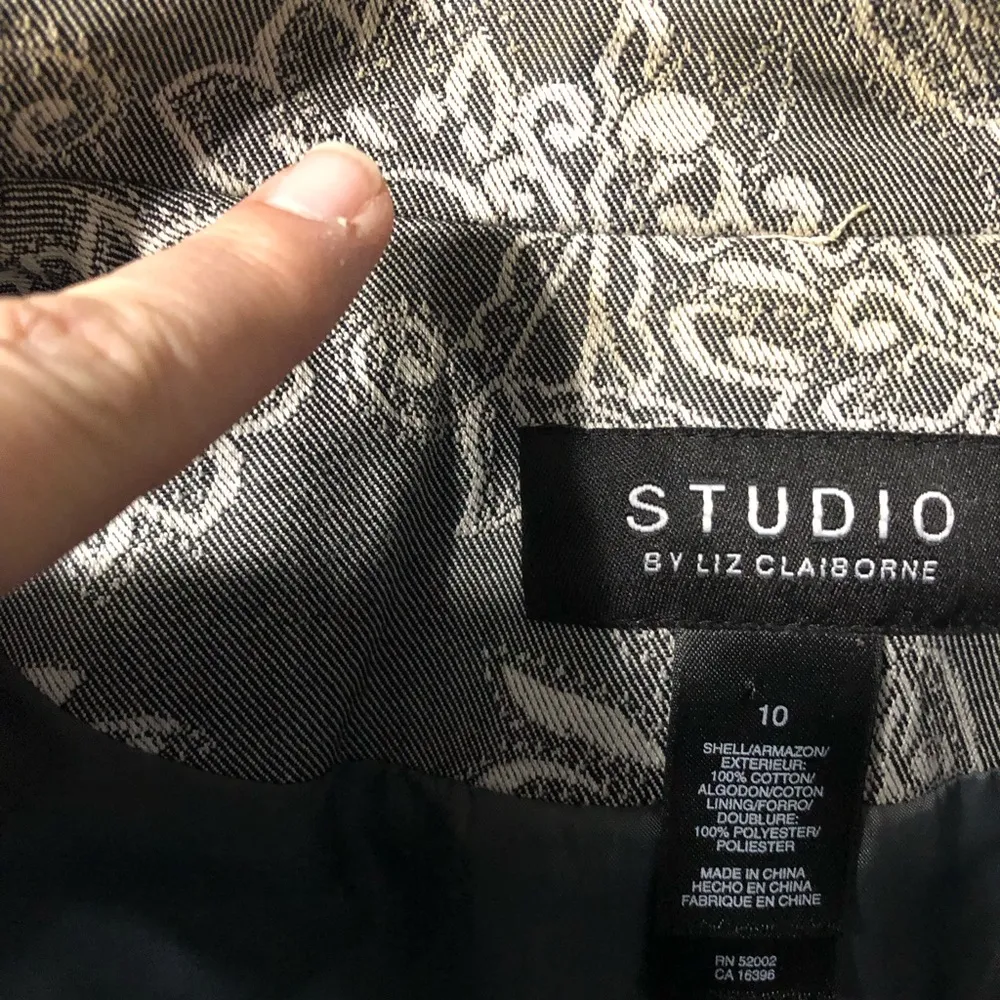 STUDIO
BY LIZ CLAIBORNE
10
SHELL/ARMAZON/
EXTERIEUR:
100% COTTON/
ALGODON/COTON
LINING/FORRO/
DOUBLURE:
100% POLYESTER/
POLIESTER
MADE IN CHINA
HECHO EN CHINA
FABRIQUE EN CHINE
RN 52002
CA 16396